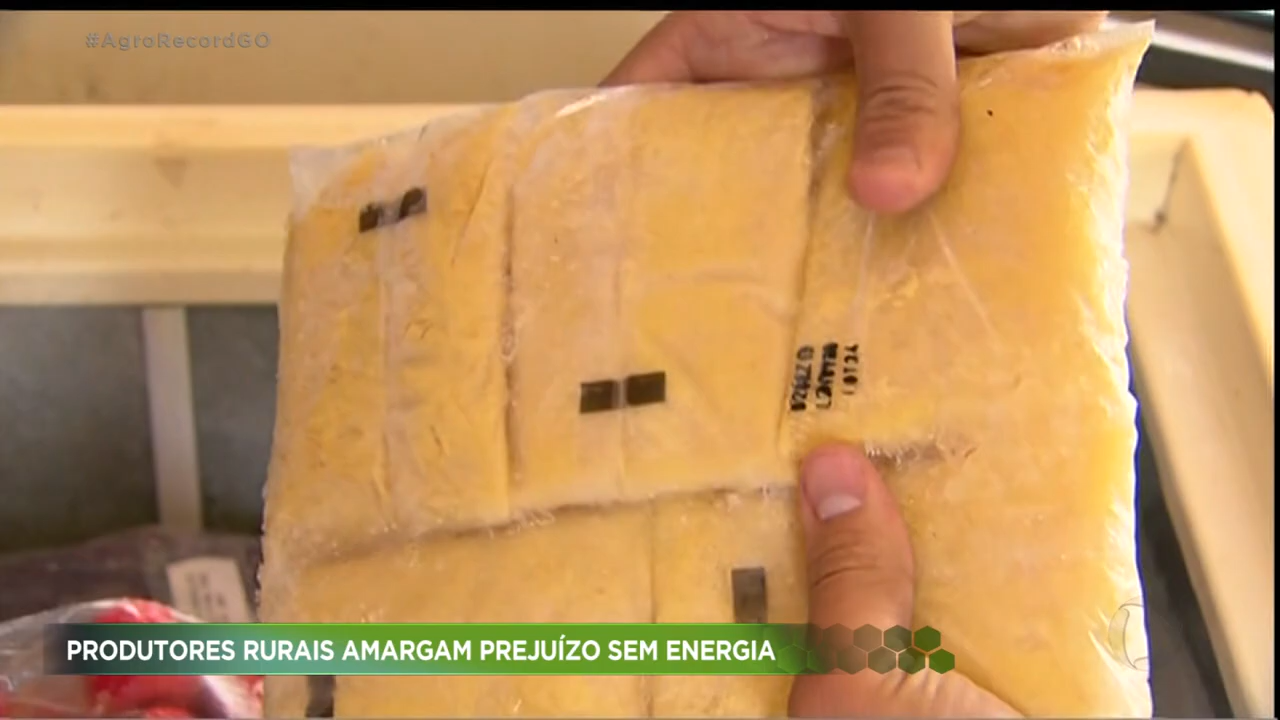 #AgroRecordGO
PRODUTORES RURAIS AMARGAM PREJUÍZO SEM ENERGIA